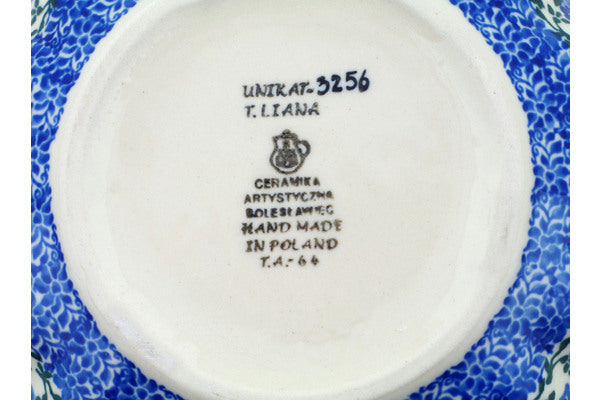 UNIKAT-3256
T. LIANA
CERAMIKA
ARTYSTYCZNA
BOLESŁAWIEC
HAND MADE
IN POLAND
T.A.-64